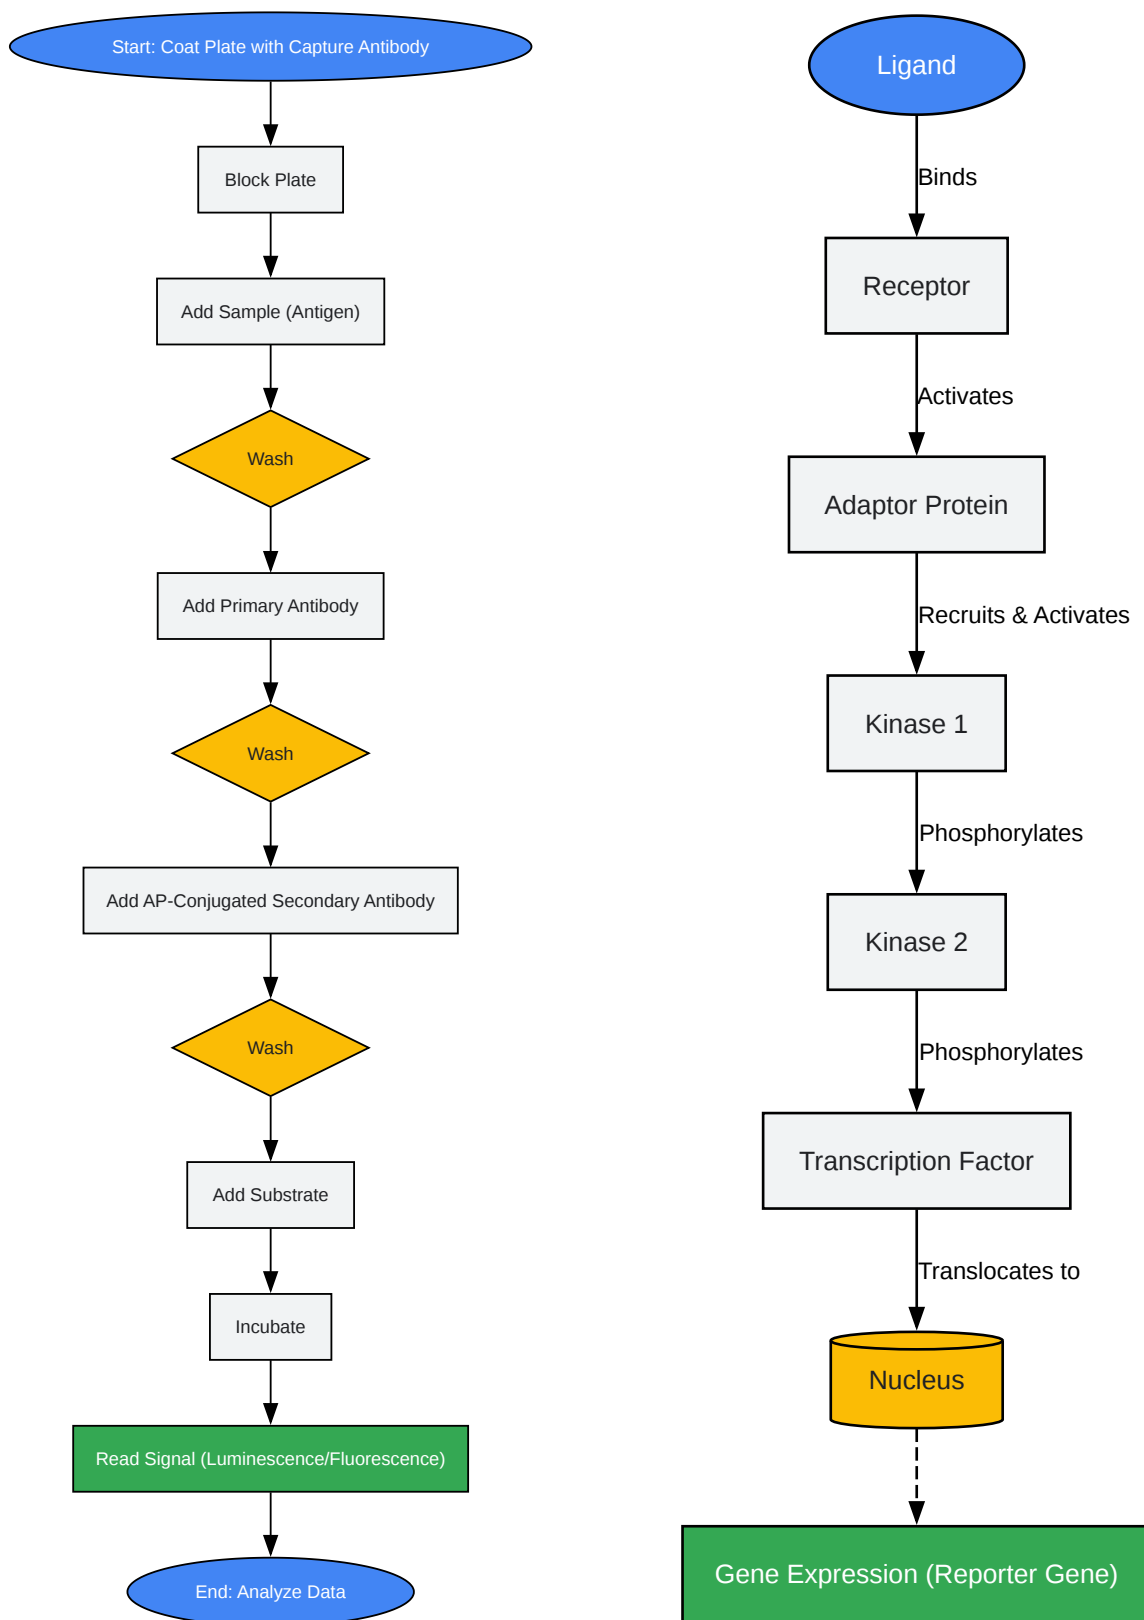 Start: Coat Plate with Capture Antibody
Block Plate
Add Sample (Antigen)
Wash
Add Primary Antibody
Wash
Add AP-Conjugated Secondary Antibody
Wash
Add Substrate
Incubate
Read Signal (Luminescence/Fluorescence)
End: Analyze Data
Ligand
Binds
Receptor
Activates
Adaptor Protein
Recruits & Activates
Kinase 1
Phosphorylates
Kinase 2
Phosphorylates
Transcription Factor
Translocates to
Nucleus
Gene Expression (Reporter Gene)